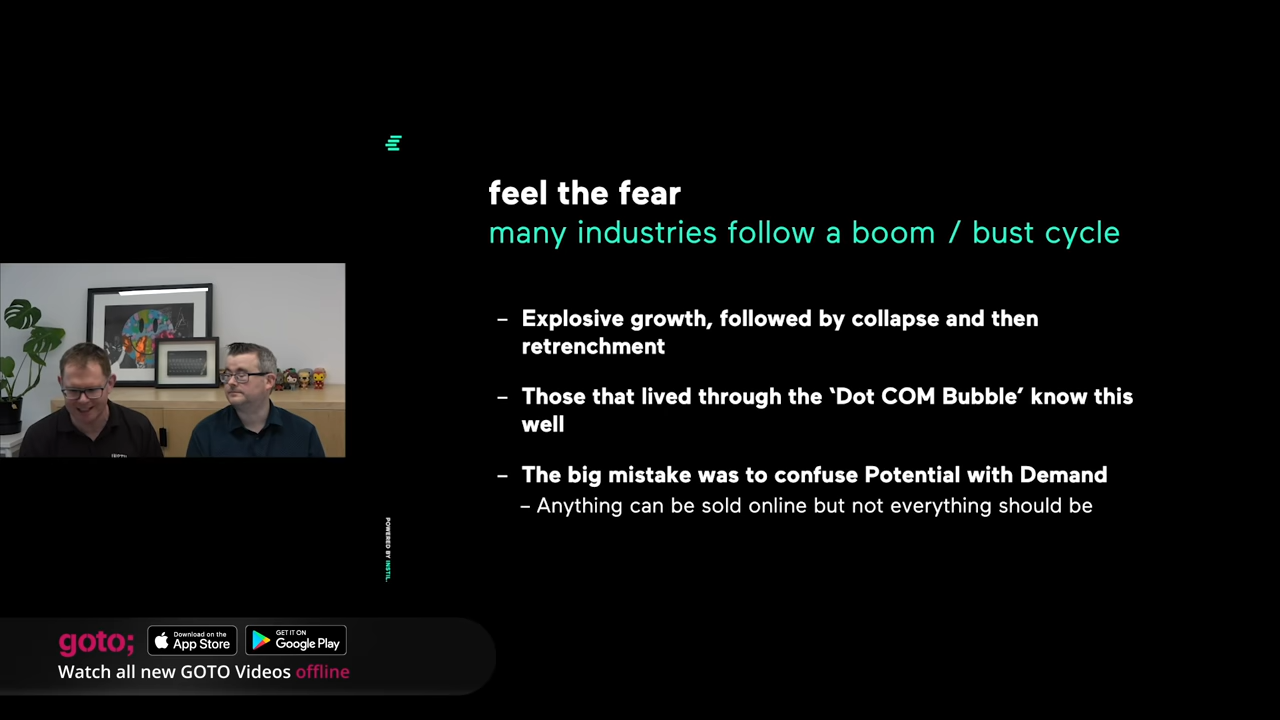 feel the fear
many industries follow a boom / bust cycle
– Explosive growth, followed by collapse and then
retrenchment
– Those that lived through the ‘Dot COM Bubble’ know this
well
– The big mistake was to confuse Potential with Demand
– Anything can be sold online but not everything should be
POWERED BY INSTIL.
goto;
Download on the
App Store
GET IT ON
Google Play
Watch all new GOTO Videos offline